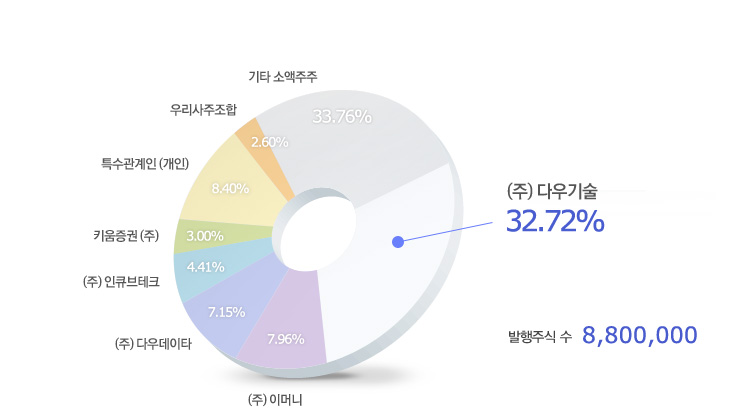 기타 소액주주
33.76%
우리사주조합
2.60%
특수관계인 (개인)
8.40%
키움증권 (주)
3.00%
(주) 인큐브테크
4.41%
(주) 다우데이타
7.15%
(주) 이머니
7.96%
(주) 다우기술
32.72%
발행주식 수 8,800,000